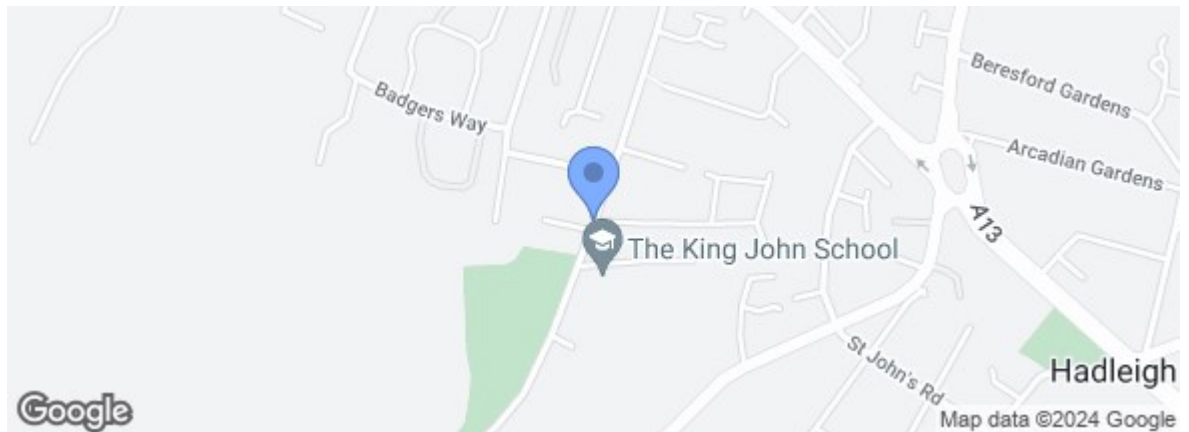 Beresford Gardens
Badgers Way
Arcadian Gardens
A13
The King John School
St John's Rd
Hadleigh
Google
Map data ©2024 Google